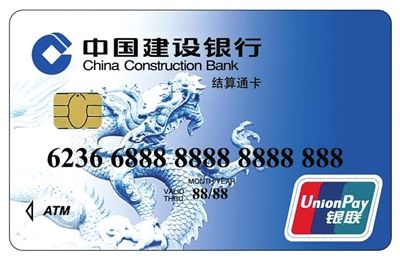 中国建设银行
China Construction Bank
结算通卡
6236 6888 8888 8888 888
MONTH/YEAR
VALID THRU 88/88
ATM
UnionPay
银联